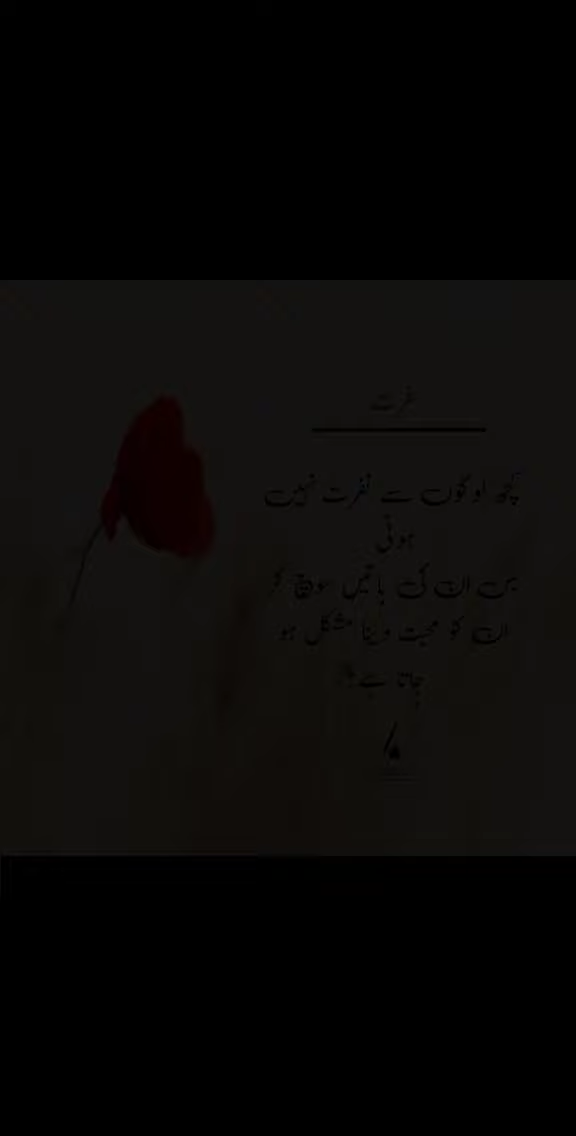 نفرت
کچھ لوگوں سے نفرت نہیں
ہوتی
بس ان کی باتیں سوچ کر
ان کو محبت دینا مشکل ہو
جاتا ہے